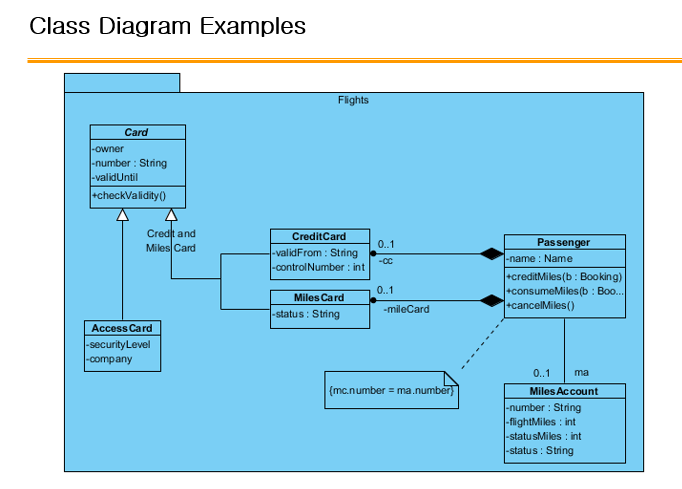 Class Diagram Examples
Flights
Card
-owner
-number : String
-validUntil
+checkValidity()
Credit and
Miles Card
CreditCard
-validFrom : String
-controlNumber : int
0..1
-cc
Passenger
-name : Name
+creditMiles(b : Booking)
+consumeMiles(b : Boo...
+cancelMiles()
MilesCard
-status : String
0..1
-mileCard
AccessCard
-securityLevel
-company
{mc.number = ma.number}
0..1
ma
MilesAccount
-number : String
-flightMiles : int
-statusMiles : int
-status : String